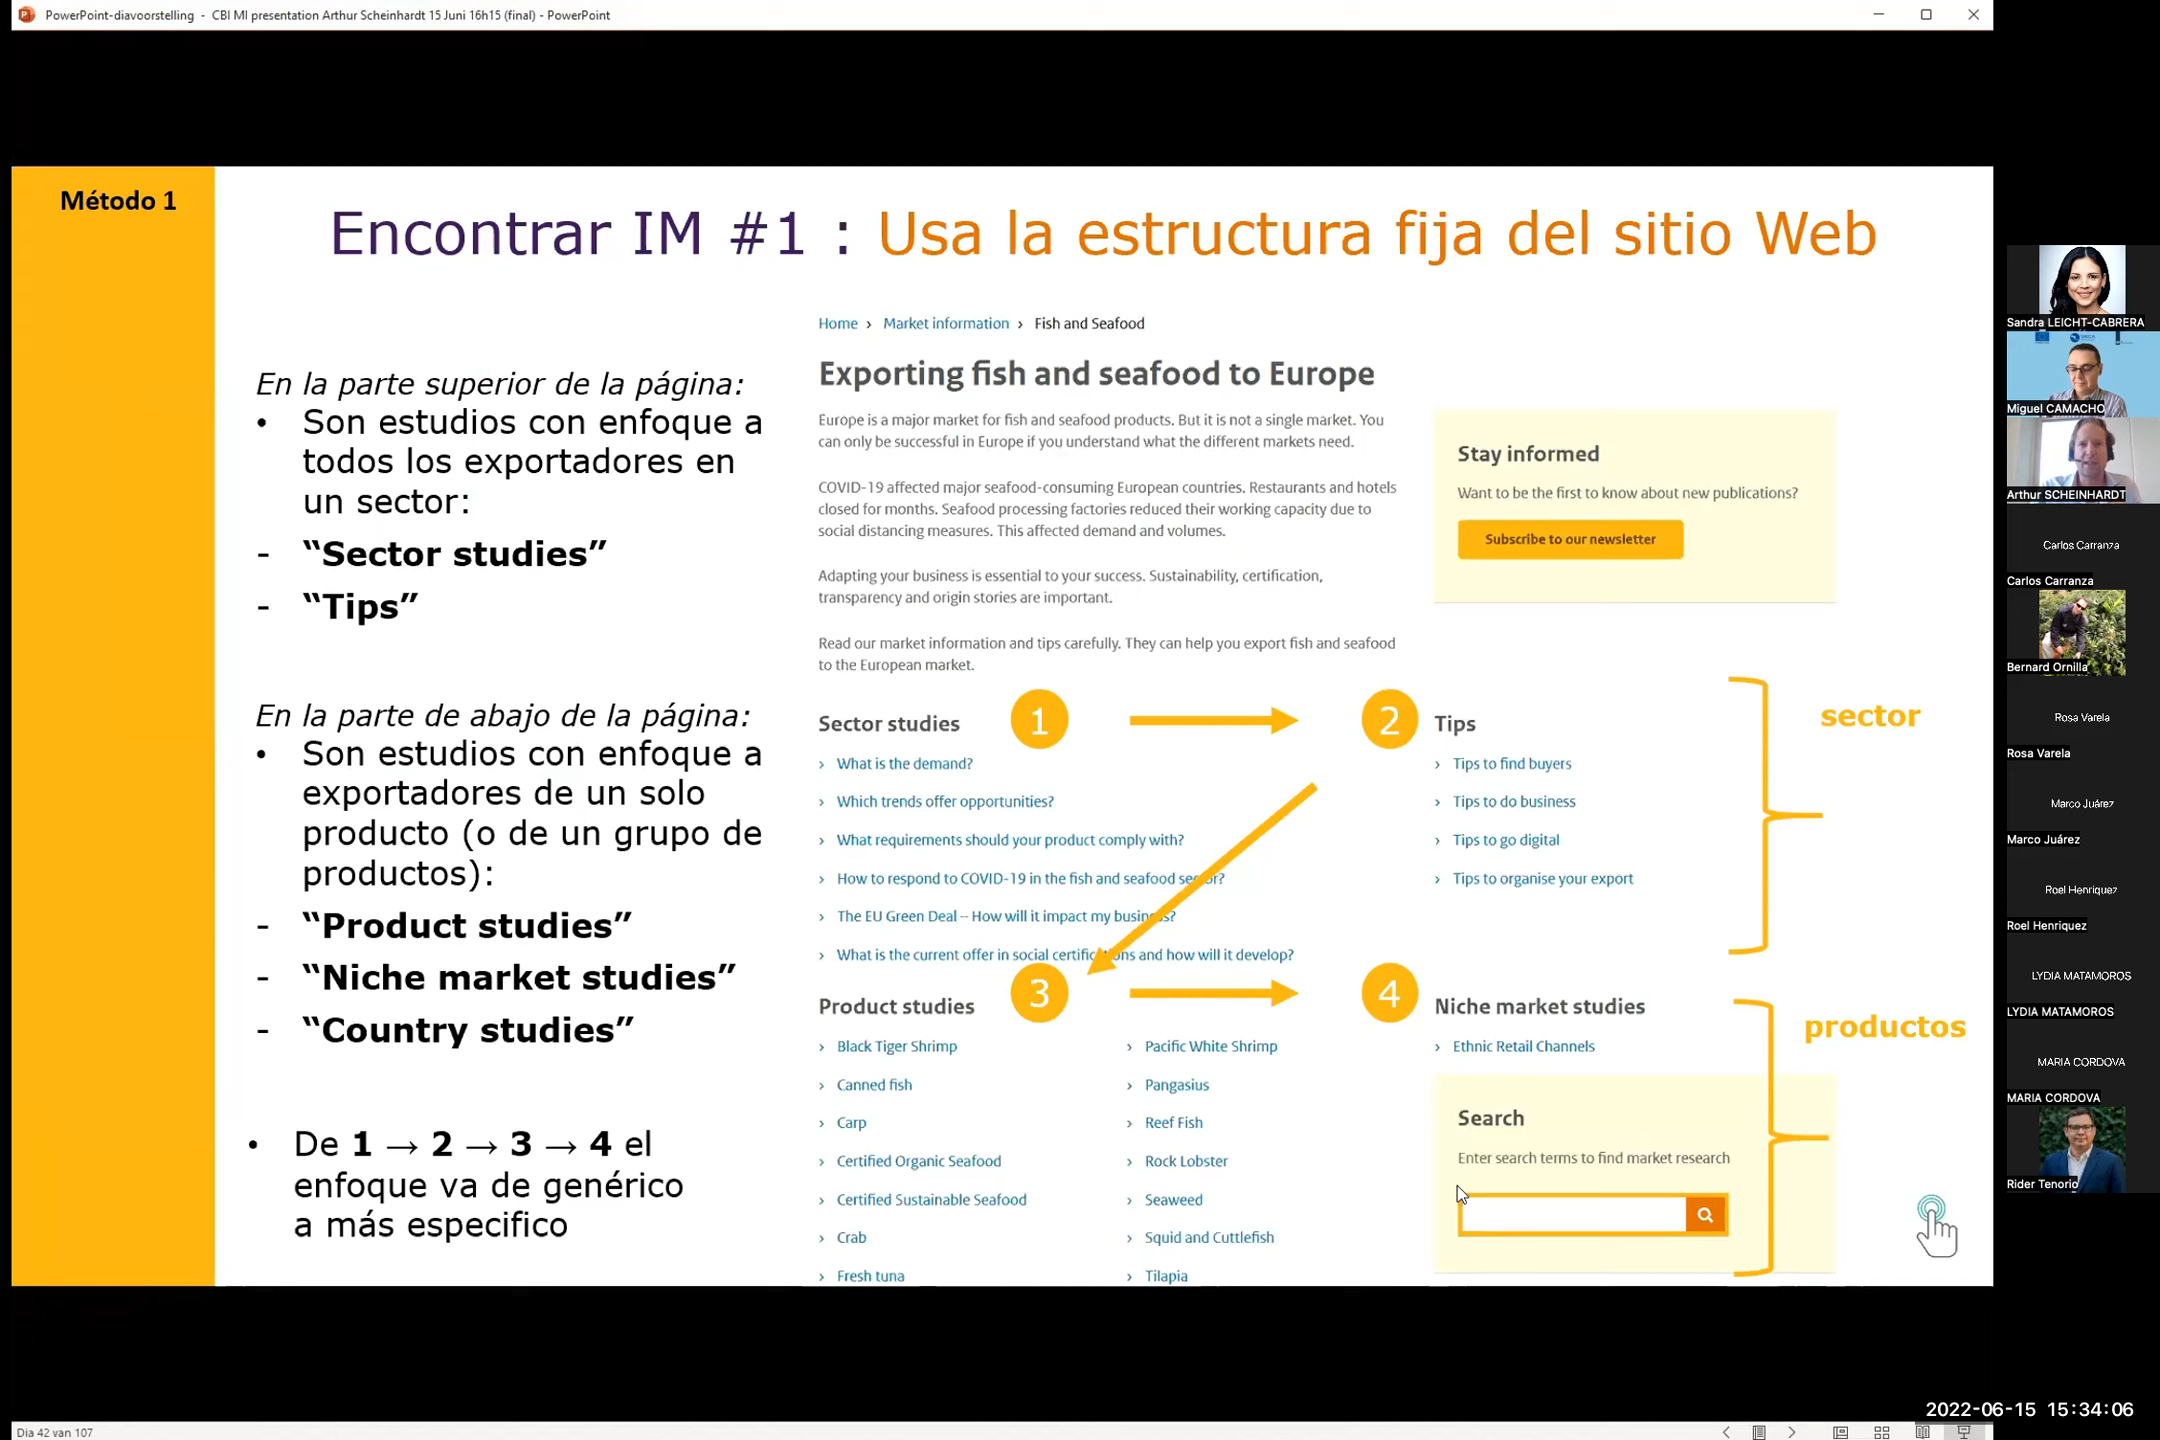 PowerPoint-diavoorstelling - CBI MI presentation Arthur Scheinhardt 15 Juni 16h15 (final) - PowerPoint
Método 1
Encontrar IM #1 : Usa la estructura fija del sitio Web
En la parte superior de la página:
• Son estudios con enfoque a
todos los exportadores en
un sector:
- “Sector studies”
- “Tips”
En la parte de abajo de la página:
• Son estudios con enfoque a
exportadores de un solo
producto (o de un grupo de
productos):
- “Product studies”
- “Niche market studies”
- “Country studies”
• De 1 → 2 → 3 → 4 el
enfoque va de genérico
a más especifico
Home › Market information › Fish and Seafood
Exporting fish and seafood to Europe
Europe is a major market for fish and seafood products. But it is not a single market. You
can only be successful in Europe if you understand what the different markets need.
COVID-19 affected major seafood-consuming European countries. Restaurants and hotels
closed for months. Seafood processing factories reduced their working capacity due to
social distancing measures. This affected demand and volumes.
Adapting your business is essential to your success. Sustainability, certification,
transparency and origin stories are important.
Read our market information and tips carefully. They can help you export fish and seafood
to the European market.
Stay informed
Want to be the first to know about new publications?
Subscribe to our newsletter
Sector studies
1
› What is the demand?
› Which trends offer opportunities?
› What requirements should your product comply with?
› How to respond to COVID-19 in the fish and seafood sector?
› The EU Green Deal – How will it impact my business?
› What is the current offer in social certifications and how will it develop?
2
Tips
› Tips to find buyers
› Tips to do business
› Tips to go digital
› Tips to organise your export
sector
Product studies
3
› Black Tiger Shrimp
› Canned fish
› Carp
› Certified Organic Seafood
› Certified Sustainable Seafood
› Crab
› Fresh tuna
› Pacific White Shrimp
› Pangasius
› Reef Fish
› Rock Lobster
› Seaweed
› Squid and Cuttlefish
› Tilapia
4
Niche market studies
› Ethnic Retail Channels
Search
Enter search terms to find market research
productos
Sandra LEICHT-CABRERA
Miguel CAMACHO
Arthur SCHEINHARDT
Carlos Carranza
Carlos Carranza
Bernard Ornilla
Rosa Varela
Rosa Varela
Marco Juárez
Marco Juárez
Roel Henriquez
Roel Henriquez
LYDIA MATAMOROS
LYDIA MATAMOROS
MARIA CORDOVA
MARIA CORDOVA
Rider Tenorio
2022-06-15 15:34:06
Dia 42 van 107